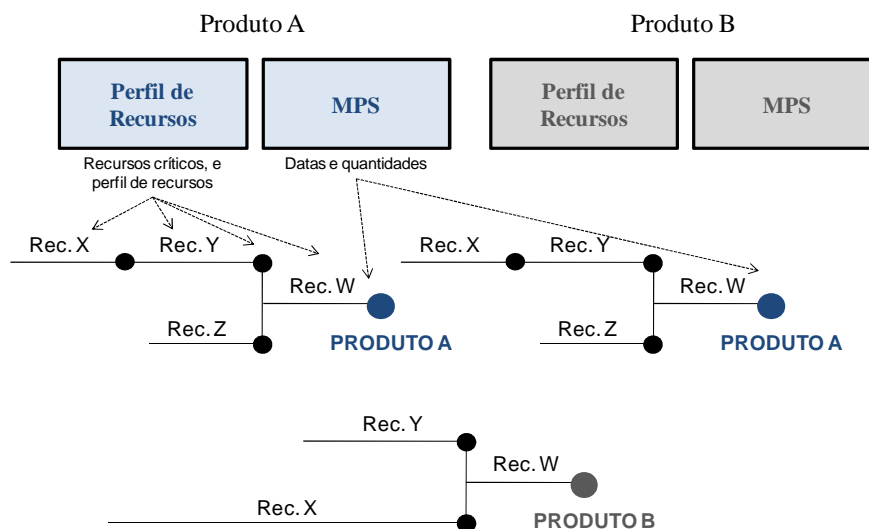 Produto A
Produto B
Perfil de
Recursos
MPS
Perfil de
Recursos
MPS
Recursos críticos, e
perfil de recursos
Datas e quantidades
Rec. X
Rec. Y
Rec. X
Rec. Y
Rec. W
Rec. W
Rec. Z
PRODUTO A
Rec. Z
PRODUTO A
Rec. Y
Rec. W
Rec. X
PRODUTO B